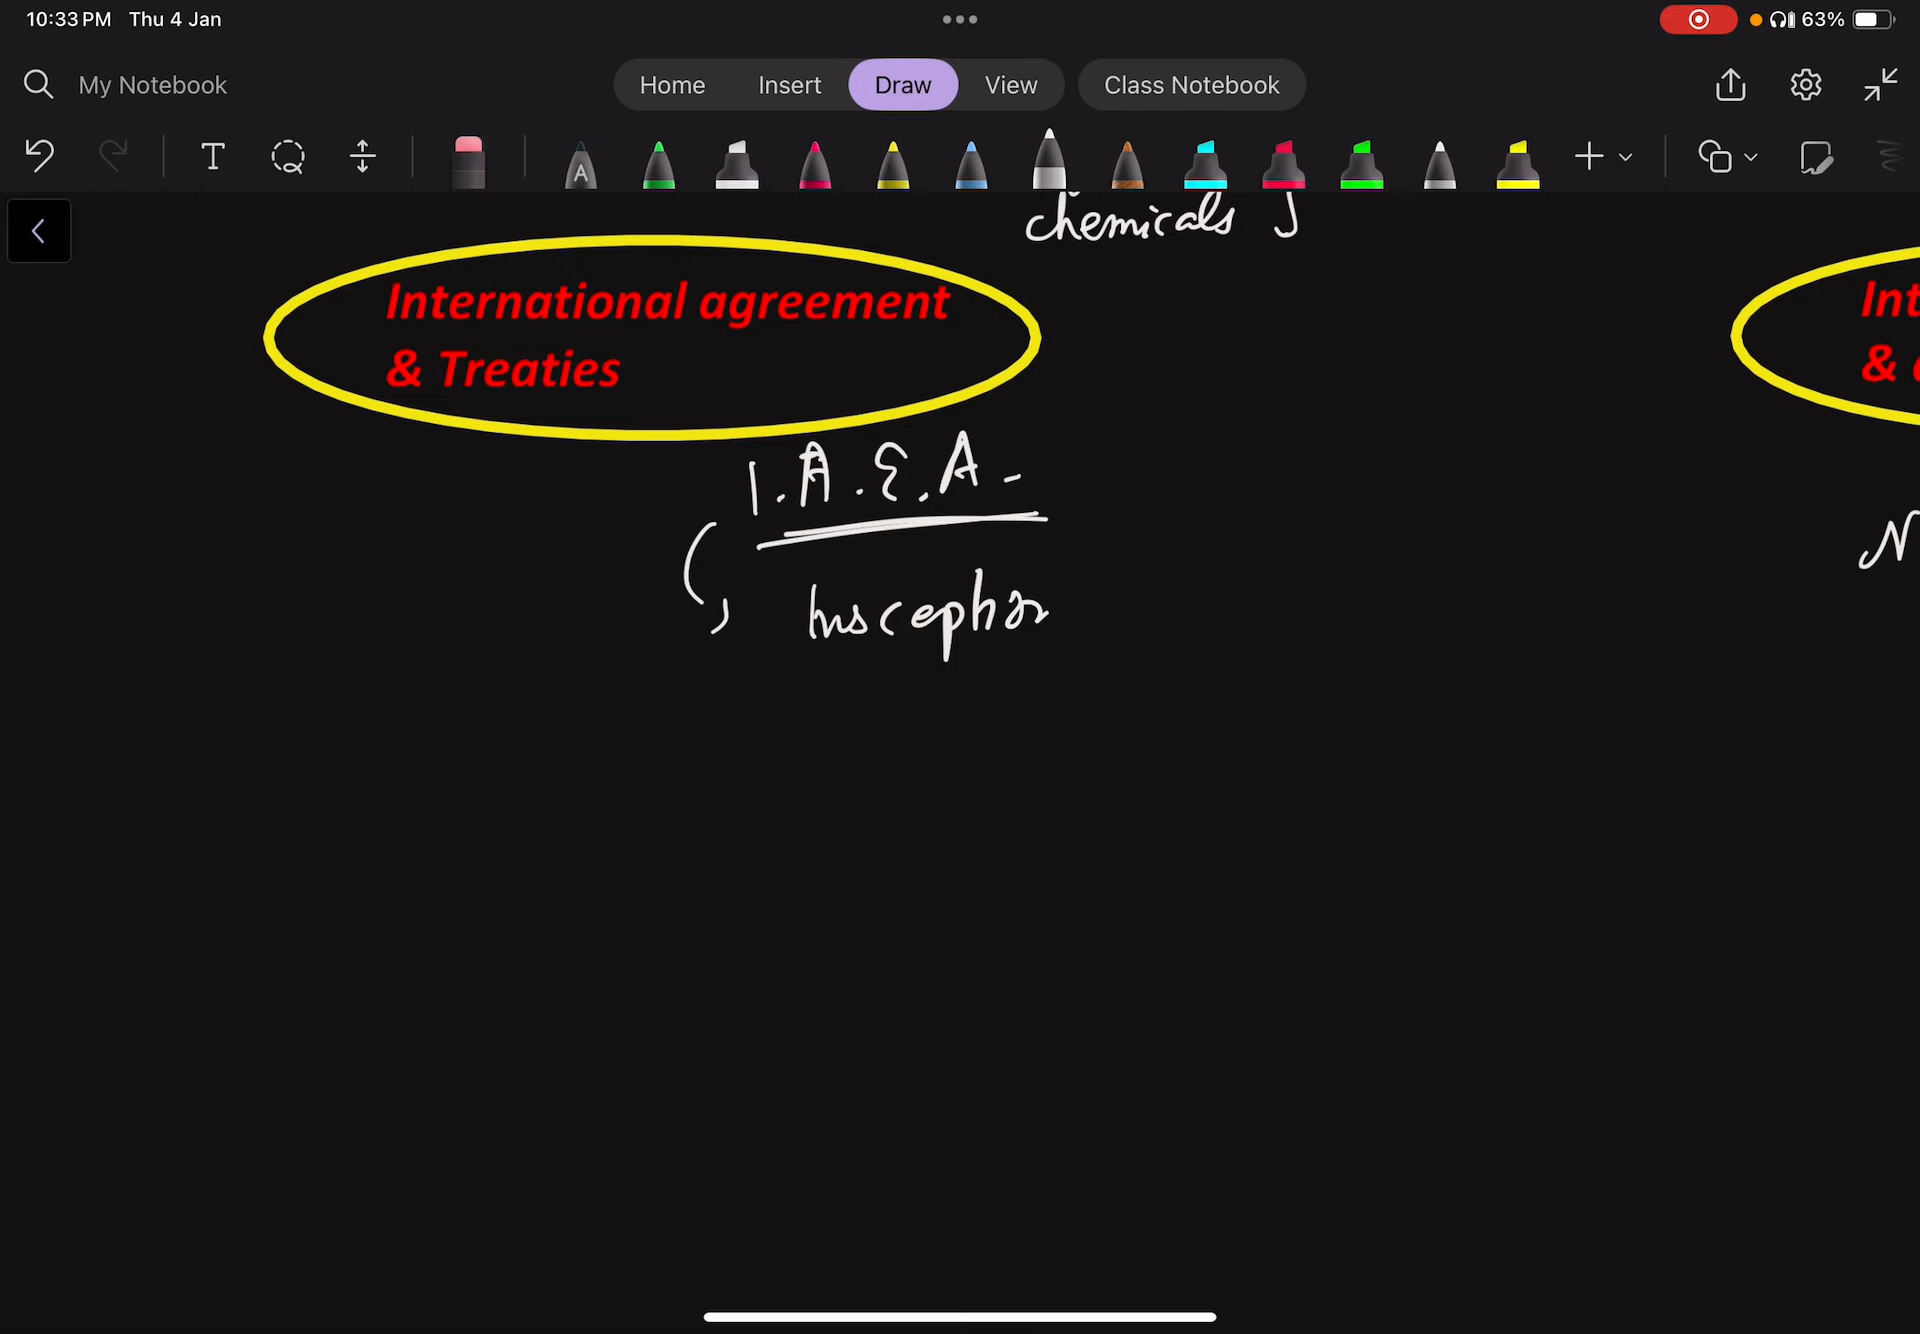 10:33 PM Thu 4 Jan
63%
My Notebook
Home Insert Draw View Class Notebook
T
A
chemicals
International agreement
& Treaties
Int
&
I.A.E.A.
N